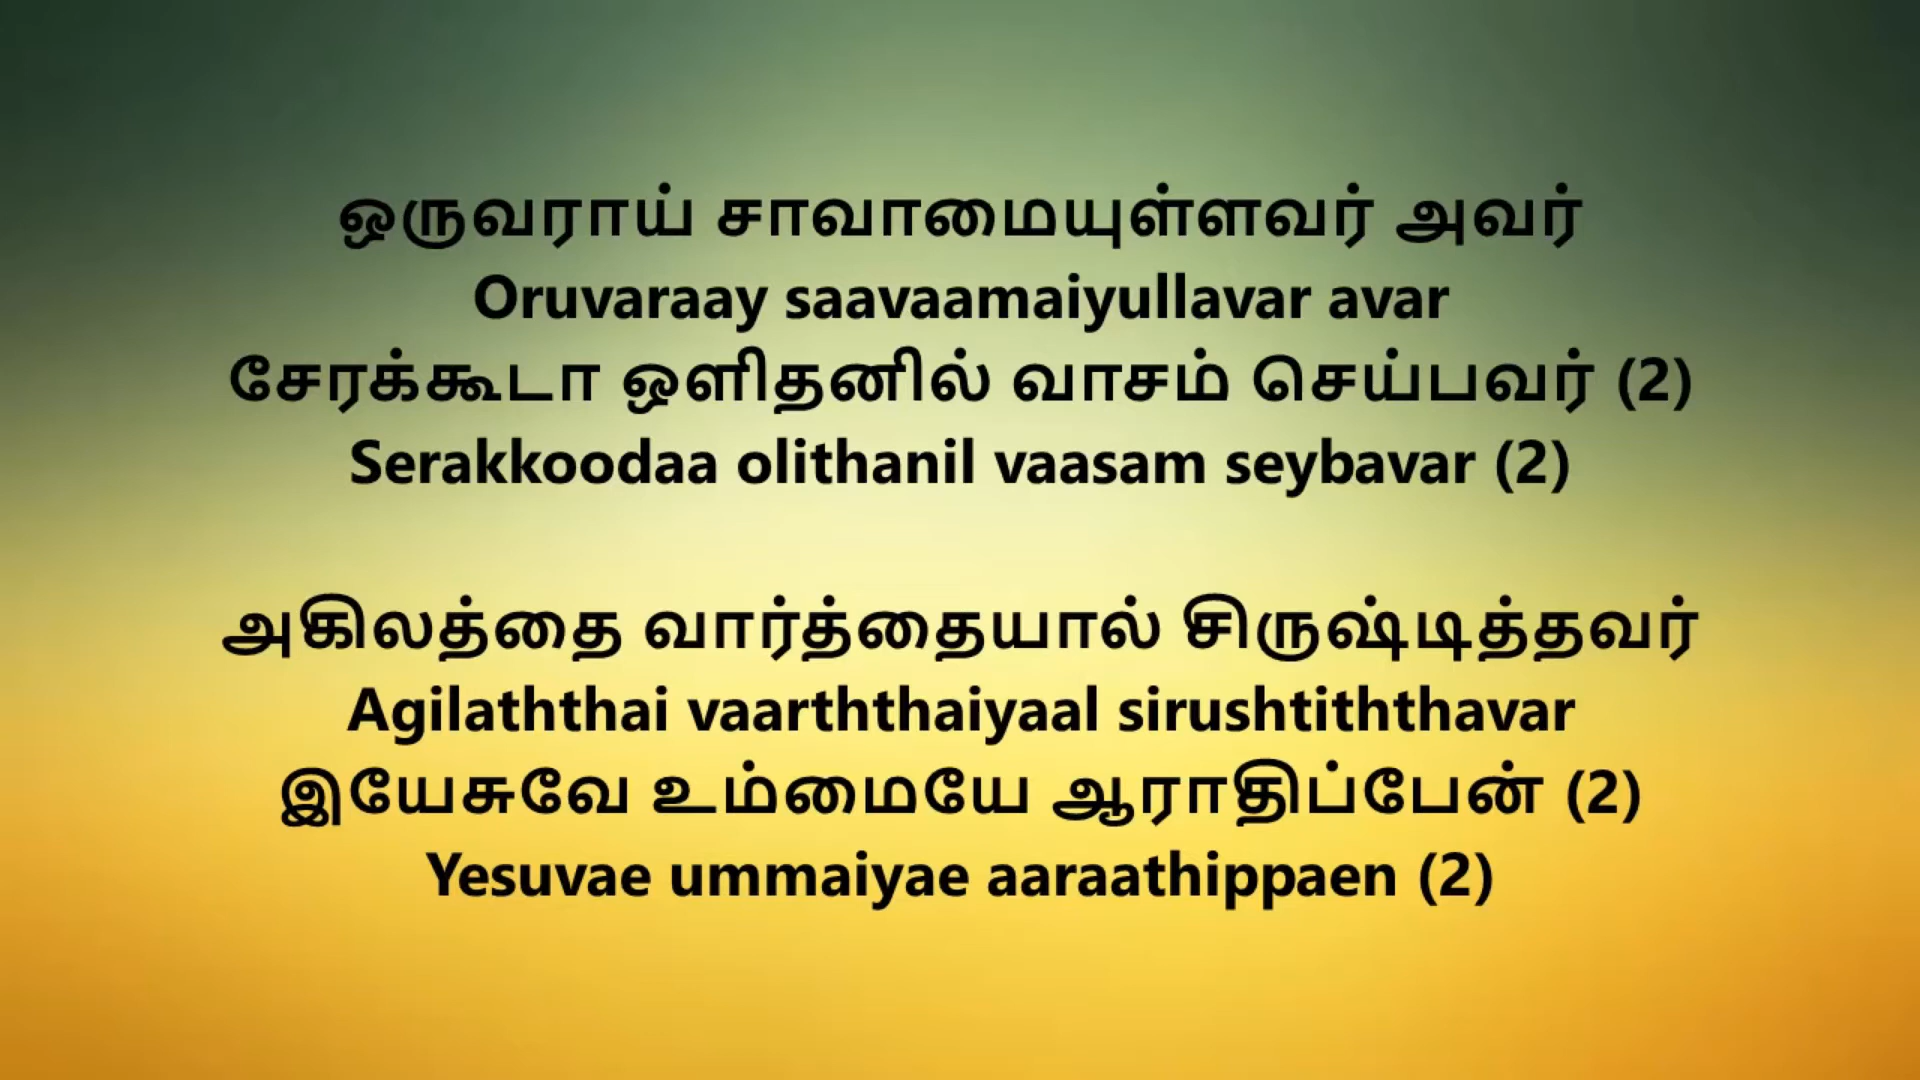 ஒருவராய் சாவாமையுள்ளவர் அவர்
Oruvaraay saavaamaiyullavar avar
சேரக்கூடா ஒளிதனில் வாசம் செய்பவர் (2)
Serakkoodaa olithanil vaasam seybavar (2)
அகிலத்தை வார்த்தையால் சிருஷ்டித்தவர்
Agilaththai vaarththaiyaal sirushtiththavar
இயேசுவே உம்மையே ஆராதிப்பேன் (2)
Yesuvae ummaiyae aaraathippaen (2)